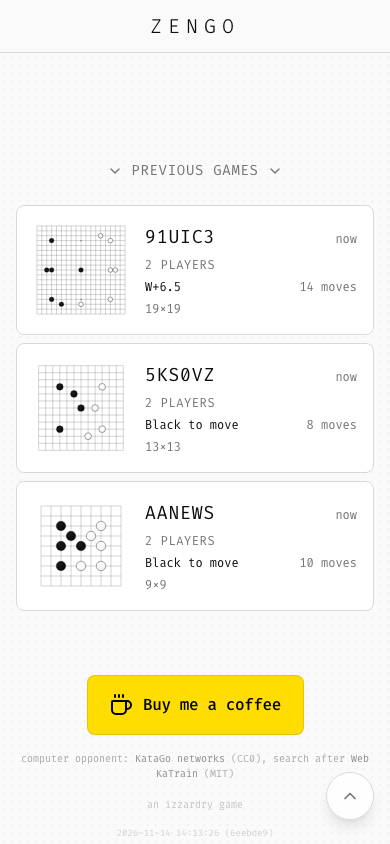 ZENGO
PREVIOUS GAMES
91UIC3
now
2 PLAYERS
W+6.5
14 moves
19×19
5KS0VZ
now
2 PLAYERS
Black to move
8 moves
13×13
AANEWS
now
2 PLAYERS
Black to move
10 moves
9×9
Buy me a coffee
computer opponent: KataGo networks (CC0), search after Web
KaTrain (MIT)
an izzardry game
2026-11-14 14:13:26 (6eebde9)